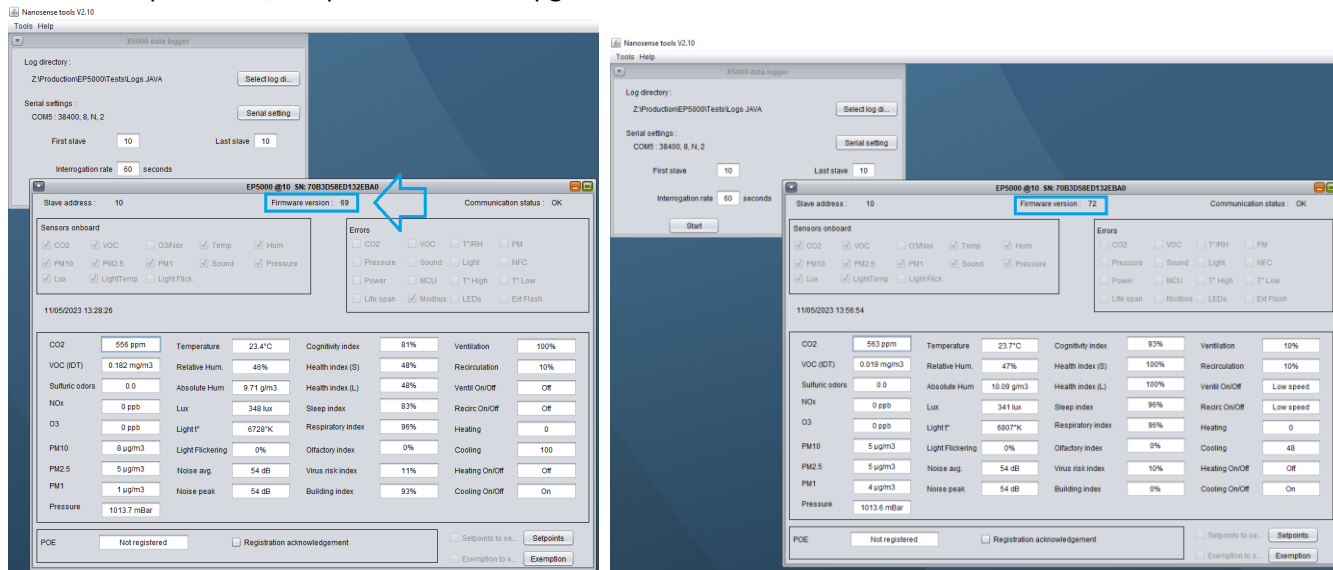 Nanosense tools V2.10
Tools Help
X5000 data logger
Log directory :
Z:\Production\EP5000\Tests\Logs JAVA
Select log di...
Serial settings :
COM5 : 38400, 8, N, 2
Serial setting
First slave 10 Last slave 10
Interrogation rate 60 seconds
EP5000 @10 SN: 70B3D58ED132EBA0
Slave address : 10 Firmware version : 69 Communication status : OK
Sensors onboard
CO2 VOC O3/Nox Temp Hum
PM10 PM2.5 PM1 Sound Pressure
Lux LightTemp Light Flick.
Errors
CO2 VOC T°/RH PM
Pressure Sound Light NFC
Power MCU T° High T° Low
Life span Modbus LEDs Ext Flash
11/05/2023 13:28:26
CO2 556 ppm Temperature 23.4°C Cognitivity index 81% Ventilation 100%
VOC (IDT) 0.182 mg/m3 Relative Hum. 46% Health index (S) 48% Recirculation 10%
Sulfuric odors 0.0 Absolute Hum 9.71 g/m3 Health index (L) 48% Ventil On/Off Off
NOx 0 ppb Lux 348 lux Sleep index 83% Recirc On/Off Off
O3 0 ppb Light t° 6728°K Respiratory index 96% Heating 0
PM10 8 µg/m3 Light Flickering 0% Olfactory index 0% Cooling 100
PM2.5 5 µg/m3 Noise avg. 54 dB Virus risk index 11% Heating On/Off Off
PM1 1 µg/m3 Noise peak 54 dB Building index 93% Cooling On/Off On
Pressure 1013.7 mBar
POE Not registered Registration acknowledgement Setpoints to se... Setpoints
Exemption to s... Exemption
Nanosense tools V2.10
Tools Help
X5000 data logger
Log directory :
Z:\Production\EP5000\Tests\Logs JAVA
Select log di...
Serial settings :
COM5 : 38400, 8, N, 2
Serial setting
First slave 10 Last slave 10
Interrogation rate 60 seconds
Start
EP5000 @10 SN: 70B3D58ED132EBA0
Slave address : 10 Firmware version : 72 Communication status : OK
Sensors onboard
CO2 VOC O3/Nox Temp Hum
PM10 PM2.5 PM1 Sound Pressure
Lux LightTemp Light Flick.
Errors
CO2 VOC T°/RH PM
Pressure Sound Light NFC
Power MCU T° High T° Low
Life span Modbus LEDs Ext Flash
11/05/2023 13:56:54
CO2 563 ppm Temperature 23.7°C Cognitivity index 93% Ventilation 10%
VOC (IDT) 0.019 mg/m3 Relative Hum. 47% Health index (S) 100% Recirculation 10%
Sulfuric odors 0.0 Absolute Hum 10.09 g/m3 Health index (L) 100% Ventil On/Off Low speed
NOx 0 ppb Lux 341 lux Sleep index 96% Recirc On/Off Low speed
O3 0 ppb Light t° 6807°K Respiratory index 96% Heating 0
PM10 5 µg/m3 Light Flickering 0% Olfactory index 0% Cooling 48
PM2.5 5 µg/m3 Noise avg. 54 dB Virus risk index 10% Heating On/Off Off
PM1 4 µg/m3 Noise peak 54 dB Building index 0% Cooling On/Off On
Pressure 1013.6 mBar
POE Not registered Registration acknowledgement Setpoints to se... Setpoints
Exemption to s... Exemption